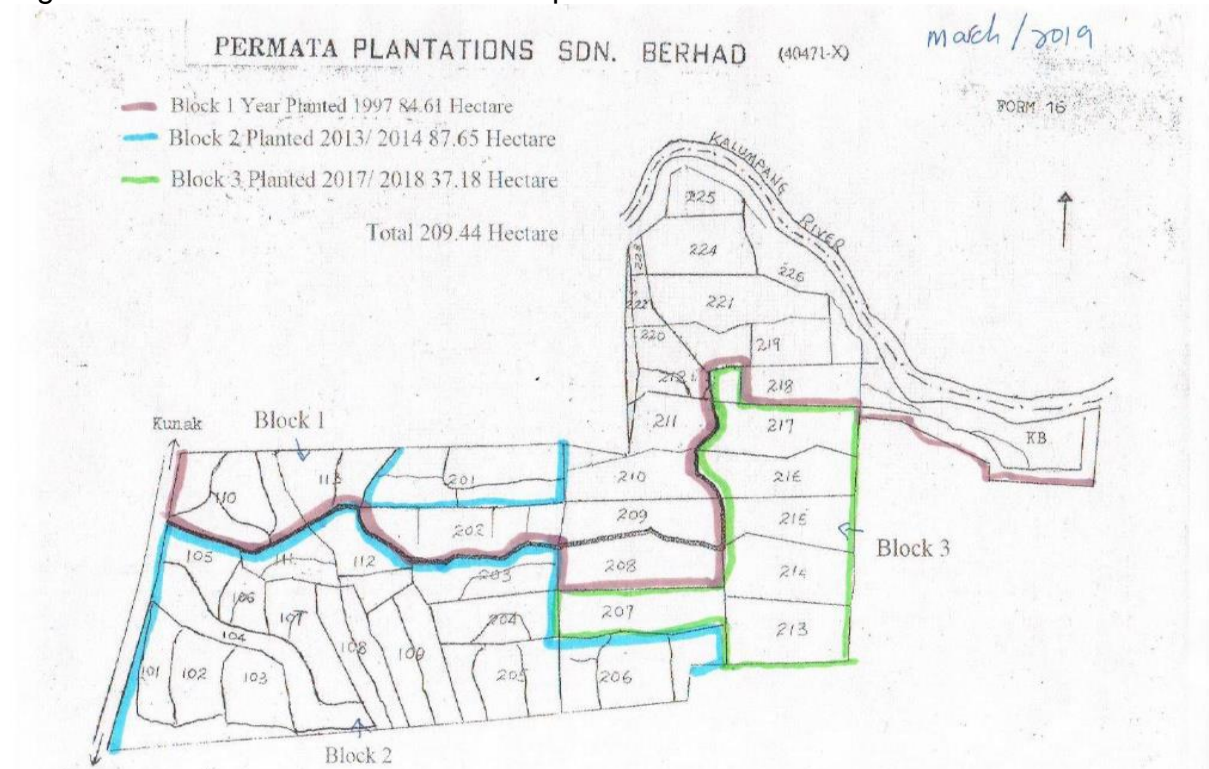 march / 2019
PERMATA PLANTATIONS SDN. BERHAD (40471-X)
Block 1 Year Planted 1997 84.61 Hectare
FORM 16
Block 2 Planted 2013/ 2014 87.65 Hectare
Block 3 Planted 2017/ 2018 37.18 Hectare
Total 209.44 Hectare
KALUMPANG RIVER
225
224
223
226
222
221
220
219
218
211
217
KB
Kunak
Block 1
201
210
216
110
202
209
215
Block 3
105
112
203
208
214
106
107
204
207
213
104
108
109
101
102
103
205
206
Block 2